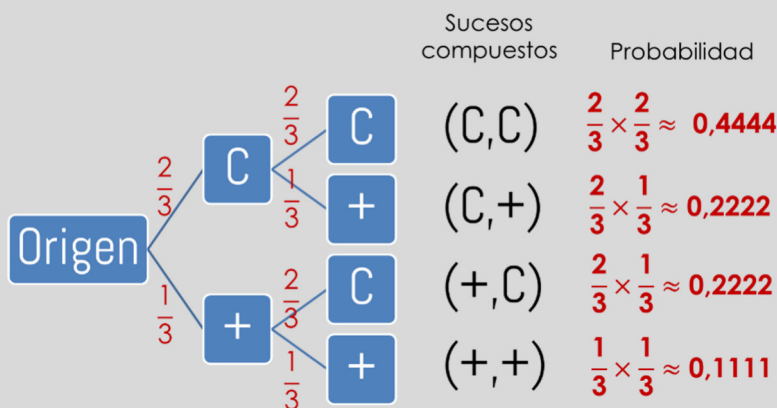 Sucesos
compuestos
Probabilidad
Origen
2/3
C
1/3
+
2/3
C
1/3
+
2/3
C
1/3
+
(C,C)
2/3 × 2/3 ≈ 0,4444
(C,+)
2/3 × 1/3 ≈ 0,2222
(+,C)
2/3 × 1/3 ≈ 0,2222
(+,+)
1/3 × 1/3 ≈ 0,1111